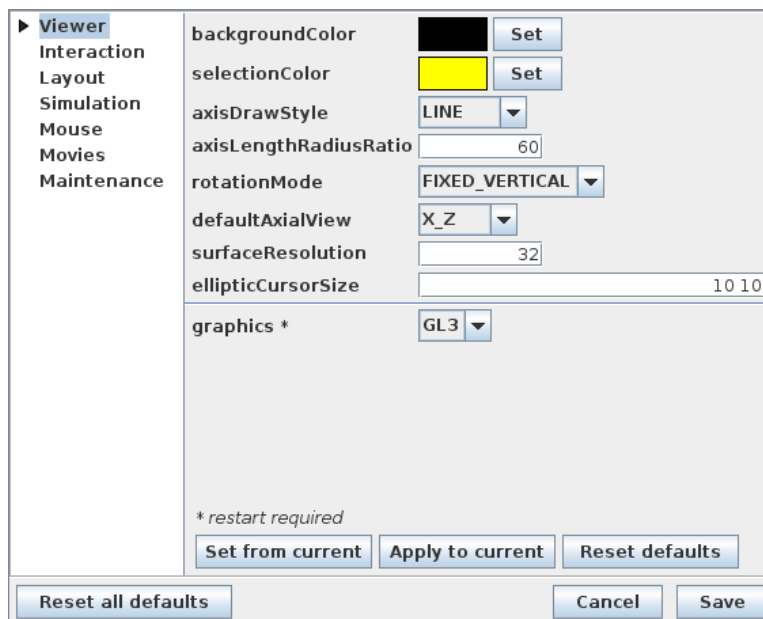 Viewer
Interaction
Layout
Simulation
Mouse
Movies
Maintenance
backgroundColor Set
selectionColor Set
axisDrawStyle LINE
axisLengthRadiusRatio 60
rotationMode FIXED_VERTICAL
defaultAxialView X_Z
surfaceResolution 32
ellipticCursorSize 10 10
graphics * GL3
* restart required
Set from current Apply to current Reset defaults
Reset all defaults Cancel Save